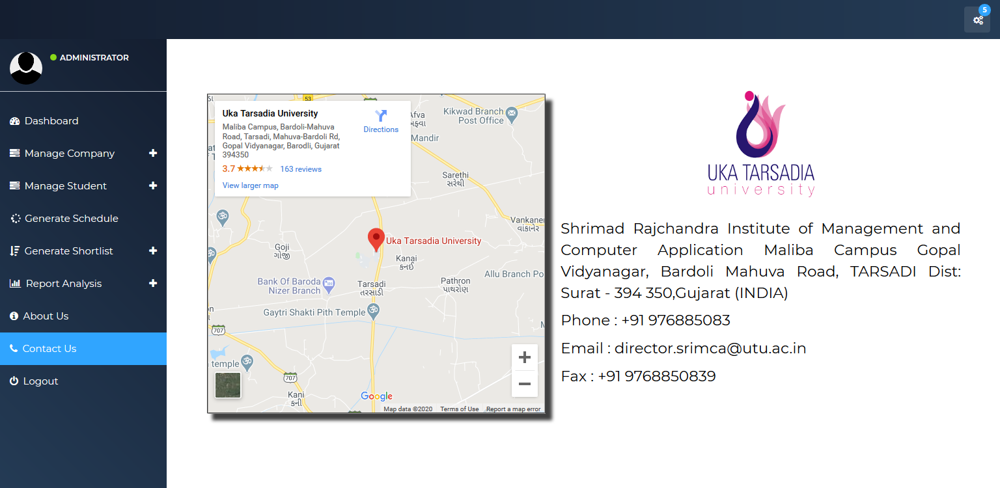 5
ADMINISTRATOR
Dashboard
Manage Company
Manage Student
Generate Schedule
Generate Shortlist
Report Analysis
About Us
Contact Us
Logout
53
Uka Tarsadia University
Directions
Maliba Campus, Bardoli-Mahuva
Road, Tarsadi, Mahuva-Bardoli Rd,
Gopal Vidyanagar, Barodli, Gujarat
394350
3.7
163 reviews
View larger map
Afva
Kikwad Branch
Post Office
Mandir
Sarethi
સરેથી
Vankaner
વાંકાનેર
Uka Tarsadia University
Goji
ગોજી
Kanai
કનઈ
Allu Branch Po
Bank Of Baroda
Nizer Branch
Tarsadi
તરસાડી
Pathron
પાથરોણ
Gaytri Shakti Pith Temple
707
temple
707
Kani
કની
Google
Map data ©2020 Terms of Use Report a map error
UKA TARSADIA
university
Shrimad Rajchandra Institute of Management and
Computer Application Maliba Campus Gopal
Vidyanagar, Bardoli Mahuva Road, TARSADI Dist:
Surat - 394 350,Gujarat (INDIA)
Phone : +91 976885083
Email : director.srimca@utu.ac.in
Fax : +91 9768850839